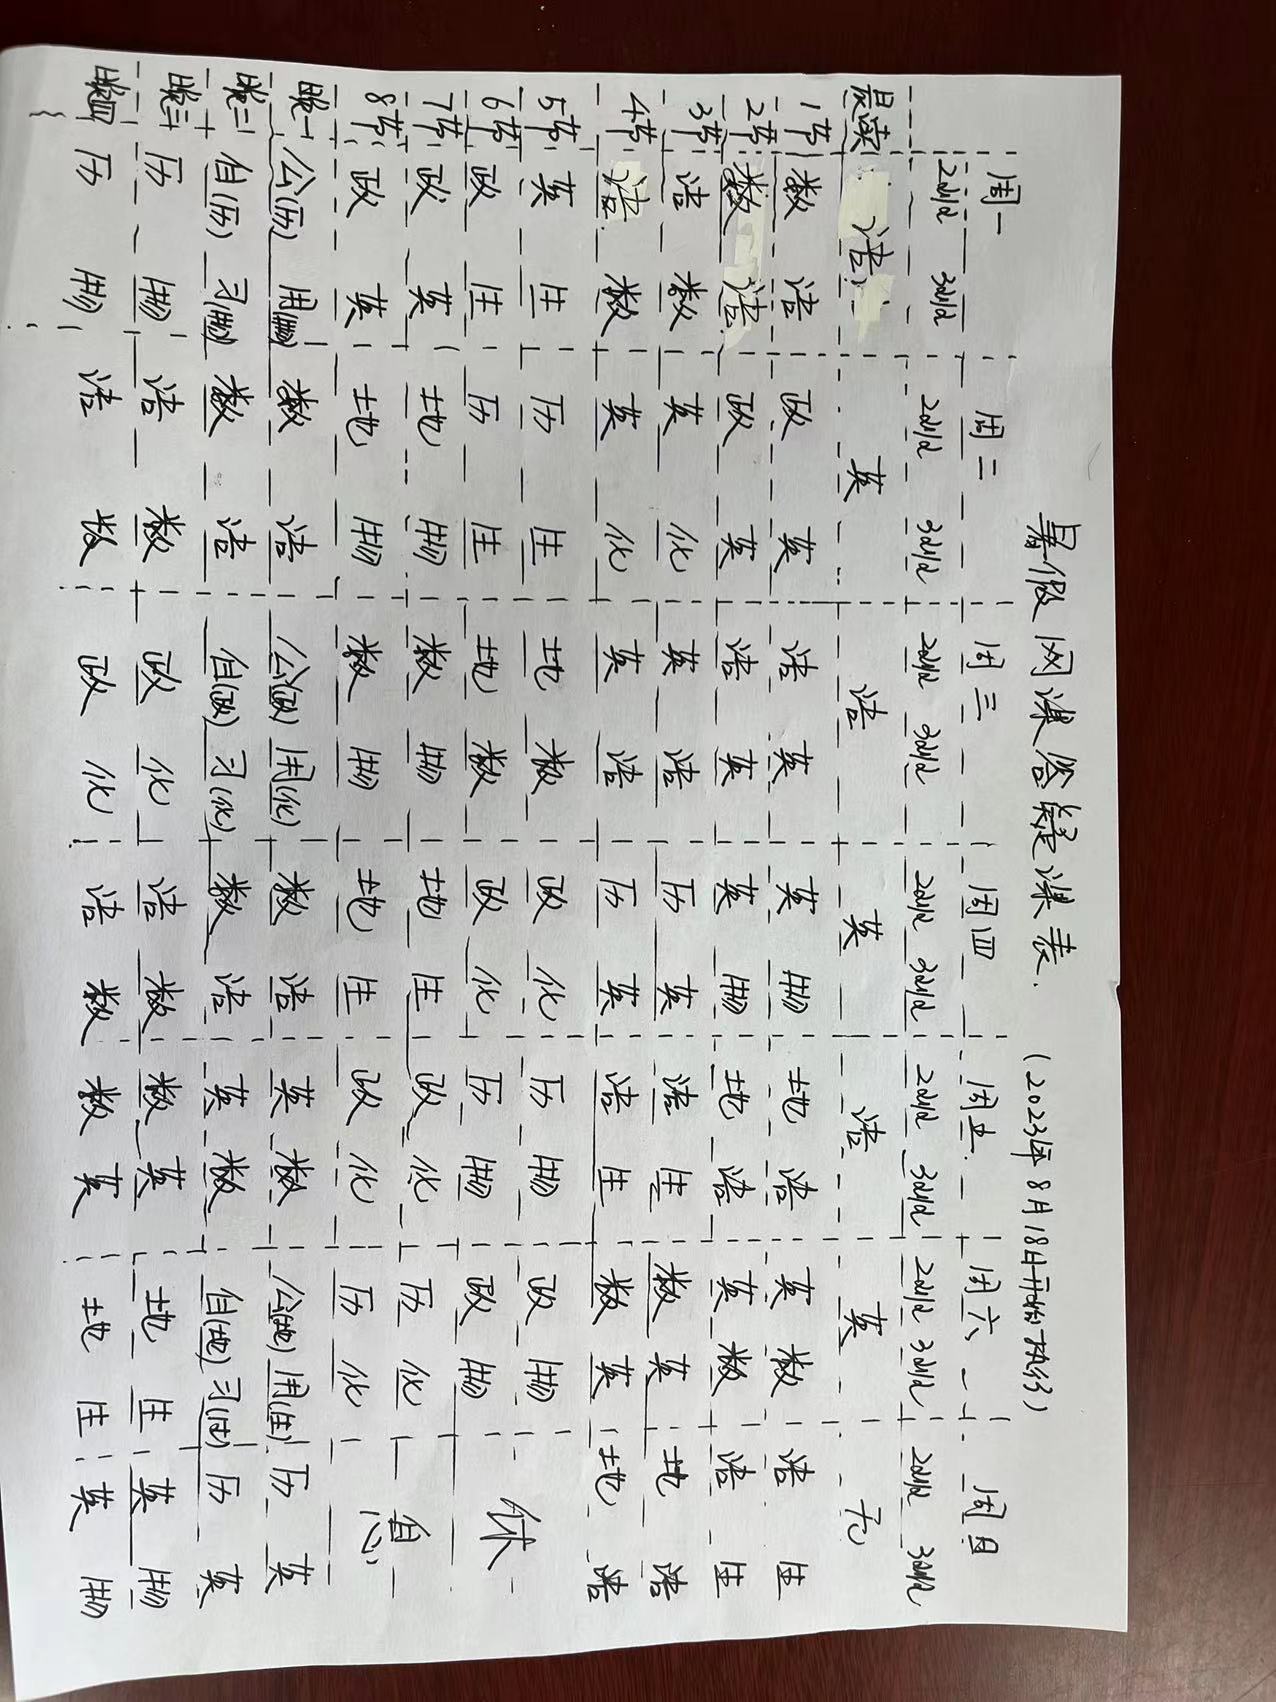 暑假网课答疑课表. (2023年8月18日开始执行)
周一 周二 周三 周四 周五. 周六 周日
2班 3班 2班 3班 2班 3班 2班 3班 2班 3班 2班 3班 2班 3班
晨读 语 英 语 英 语 英 无
1节 数 语 政 英 语 英 英 物 地 语 英 数 语 生
2节 数 语 政 英 语 英 英 物 地 语 英 数 语 生
3节 语 数 英 化 英 语 历 英 语 生 数 英 地 语
4节 语 数 英 化 英 语 历 英 语 生 数 英 地 语
5节 英 生 历 生 地 数 政 化 历 物 政 物 休
6节 政 生 历 生 地 数 政 化 历 物 政 物
7节 政 英 地 物 数 物 地 生 政 化 历 化 息
8节 政 英 地 物 数 物 地 生 政 化 历 化
晚一 公(历) 用(物) 数 语 公(政) 用(化) 数 语 英 数 公(地) 用(生) 历 英
晚二 自(历) 习(物) 数 语 自(政) 习(化) 数 语 英 数 自(地) 习(生) 历 英
晚三 历 物 语 数 政 化 语 数 数 英 地 生 英 物
晚四 历 物 语 数 政 化 语 数 数 英 地 生 英 物